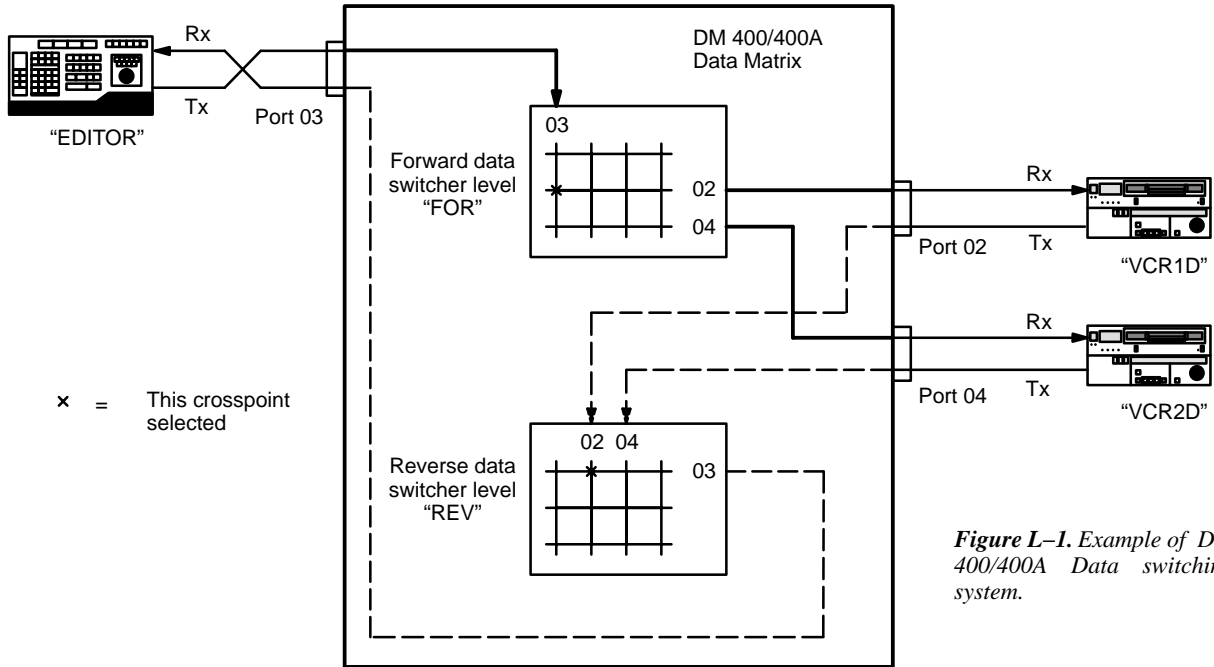 Rx
Tx
"EDITOR"
Port 03
DM 400/400A
Data Matrix
03
Forward data
switcher level
“FOR”
02
04
Rx
Port 02
Tx
“VCR1D”
Rx
Port 04
Tx
“VCR2D”
× = This crosspoint
selected
02 04
Reverse data
switcher level
“REV”
03
Figure L–1. Example of D
400/400A Data switchin
system.